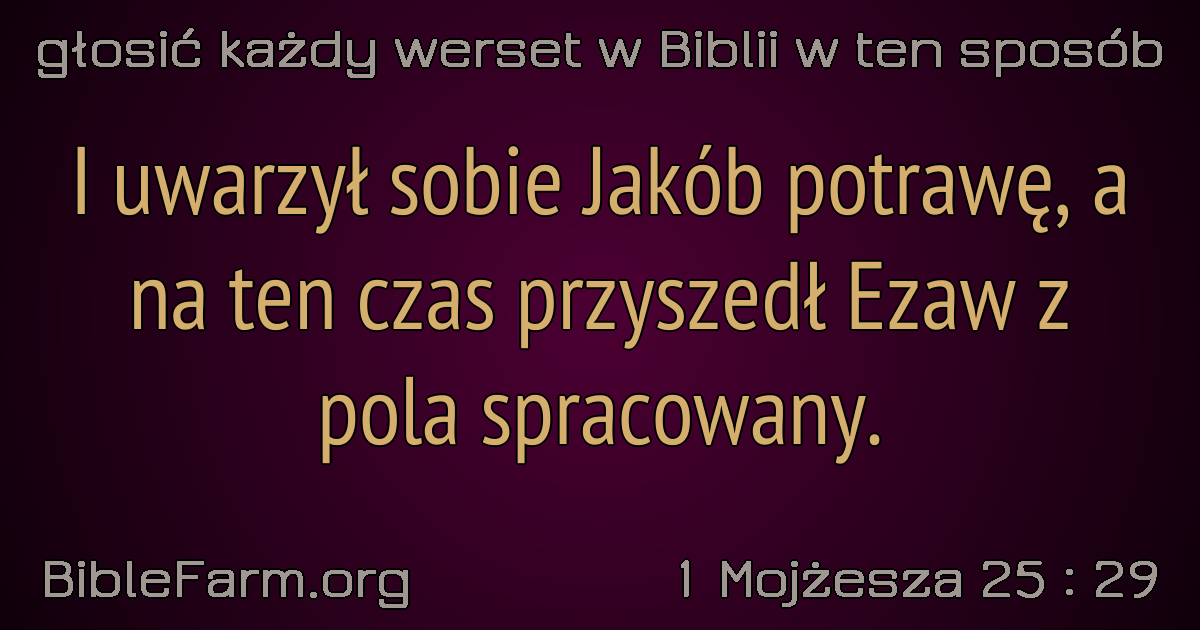 głosić każdy werset w Biblii w ten sposób
I uwarzył sobie Jakób potrawę, a
na ten czas przyszedł Ezaw z
pola spracowany.
BibleFarm.org
1 Mojżesza 25 : 29